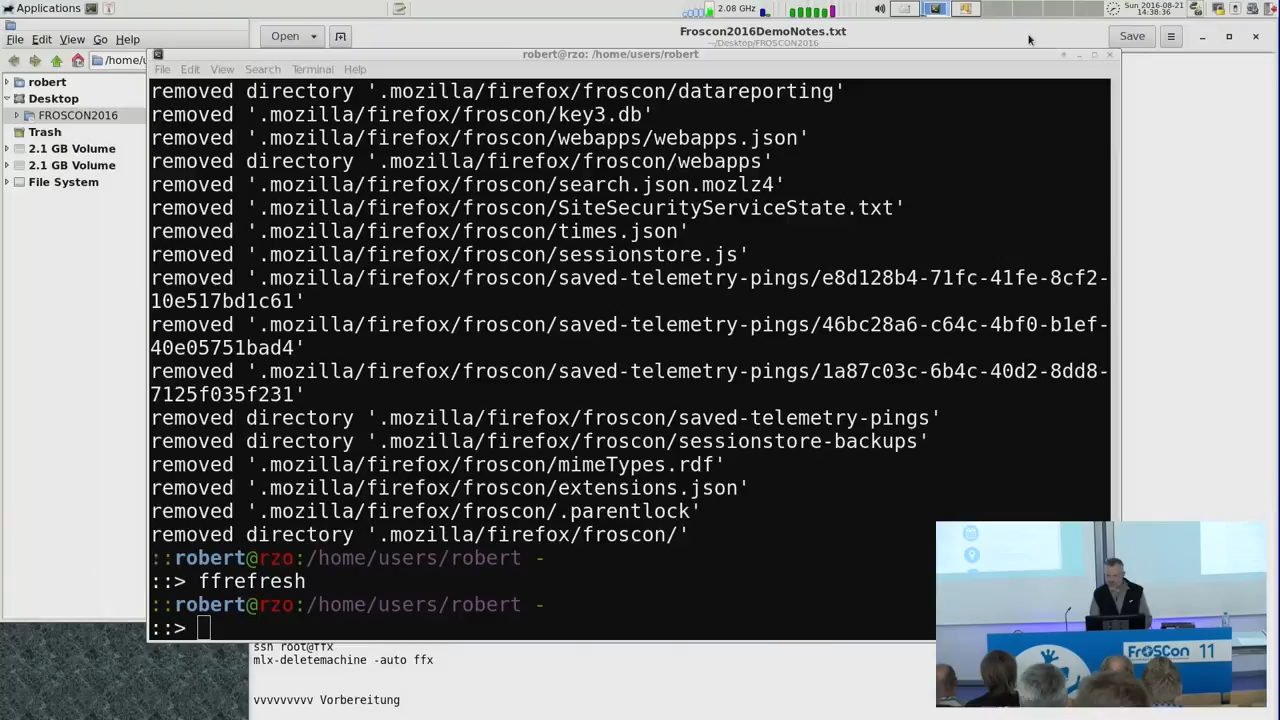 Applications
2.08 GHz
Sun 2016-08-21
14:38:36
File Edit View Go Help
Open
Froscon2016DemoNotes.txt
~/Desktop/FROSCON2016
Save
robert@rzo: /home/users/robert
/home/u
File Edit View Search Terminal Help
robert
Desktop
FROSCON2016
Trash
2.1 GB Volume
2.1 GB Volume
File System
removed directory '.mozilla/firefox/froscon/datareporting'
removed '.mozilla/firefox/froscon/key3.db'
removed '.mozilla/firefox/froscon/webapps/webapps.json'
removed directory '.mozilla/firefox/froscon/webapps'
removed '.mozilla/firefox/froscon/search.json.mozlz4'
removed '.mozilla/firefox/froscon/SiteSecurityServiceState.txt'
removed '.mozilla/firefox/froscon/times.json'
removed '.mozilla/firefox/froscon/sessionstore.js'
removed '.mozilla/firefox/froscon/saved-telemetry-pings/e8d128b4-71fc-41fe-8cf2-
10e517bd1c61'
removed '.mozilla/firefox/froscon/saved-telemetry-pings/46bc28a6-c64c-4bf0-b1ef-
40e05751bad4'
removed '.mozilla/firefox/froscon/saved-telemetry-pings/1a87c03c-6b4c-40d2-8dd8-
7125f035f231'
removed directory '.mozilla/firefox/froscon/saved-telemetry-pings'
removed directory '.mozilla/firefox/froscon/sessionstore-backups'
removed '.mozilla/firefox/froscon/mimeTypes.rdf'
removed '.mozilla/firefox/froscon/extensions.json'
removed '.mozilla/firefox/froscon/.parentlock'
removed directory '.mozilla/firefox/froscon/'
::robert@rzo:/home/users/robert -
::> ffrefresh
::robert@rzo:/home/users/robert -
::>
ssh root@ffx
mlx-deletemachine -auto ffx
vvvvvvvvv Vorbereitung
FrOSCon 11